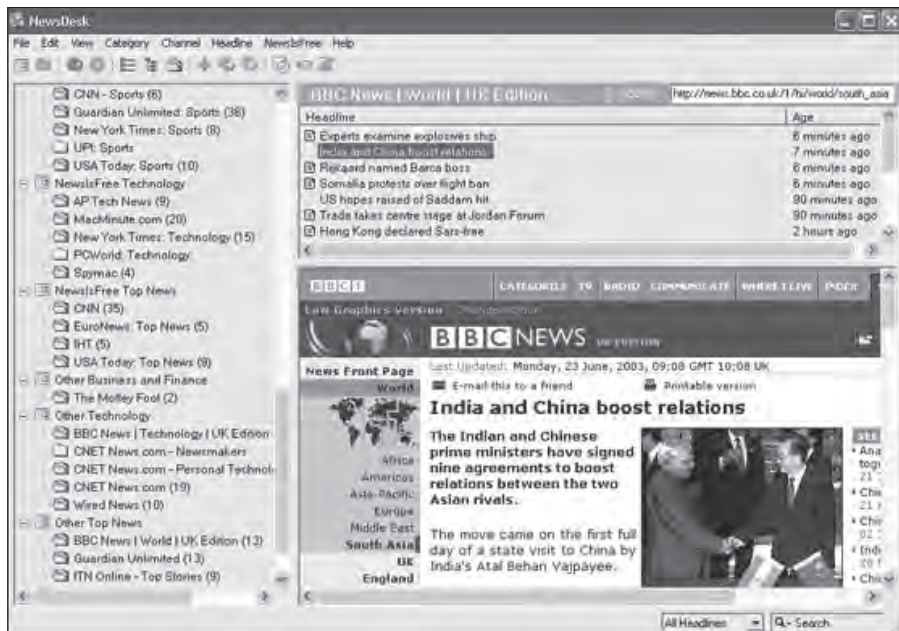 NewsDesk
File Edit View Category Channel Headline NewsIsFree Help
CNN - Sports (6)
Guardian Unlimited: Sports (36)
New York Times: Sports (8)
UPI: Sports
USA Today: Sports (10)
NewsIsFree Technology
AP Tech News (9)
MacMinute.com (20)
New York Times: Technology (15)
PCWorld: Technology
Spymac (4)
NewsIsFree Top News
CNN (35)
EuroNews: Top News (5)
IHT (5)
USA Today: Top News (9)
Other Business and Finance
The Motley Fool (2)
Other Technology
BBC News | Technology | UK Edition
CNET News.com - Newsmakers
CNET News.com - Personal Technol
CNET News.com (19)
Wired News (10)
Other Top News
BBC News | World | UK Edition (13)
Guardian Unlimited (13)
ITN Online - Top Stories (9)
BBC News | World | UK Edition
http://news.bbc.co.uk/1/hi/world/south_asia
Headline Age
Experts examine explosives ship 6 minutes ago
India and China boost relations 7 minutes ago
Rijkaard named Barca boss 6 minutes ago
Somalia protests over flight ban 6 minutes ago
US hopes raised of Saddam hit 90 minutes ago
Trade takes centre stage at Jordan Forum 90 minutes ago
Hong Kong declared Sars-free 2 hours ago
BBC CATEGORIES TV RADIO COMMUNICATE WHERE I LIVE INDEX
Low Graphics version
BBC NEWS UK EDITION
News Front Page
World
Africa
Americas
Asia-Pacific
Europe
Middle East
South Asia
UK
England
Last Updated: Monday, 23 June, 2003, 09:08 GMT 10:08 UK
E-mail this to a friend Printable version
India and China boost relations
The Indian and Chinese
prime ministers have signed
nine agreements to boost
relations between the two
Asian rivals.
The move came on the first full
day of a state visit to China by
India's Atal Behari Vajpayee.
SEE
Ana
togu
21
Chi
21
Chi
02
Indi
Chi
All Headlines Search